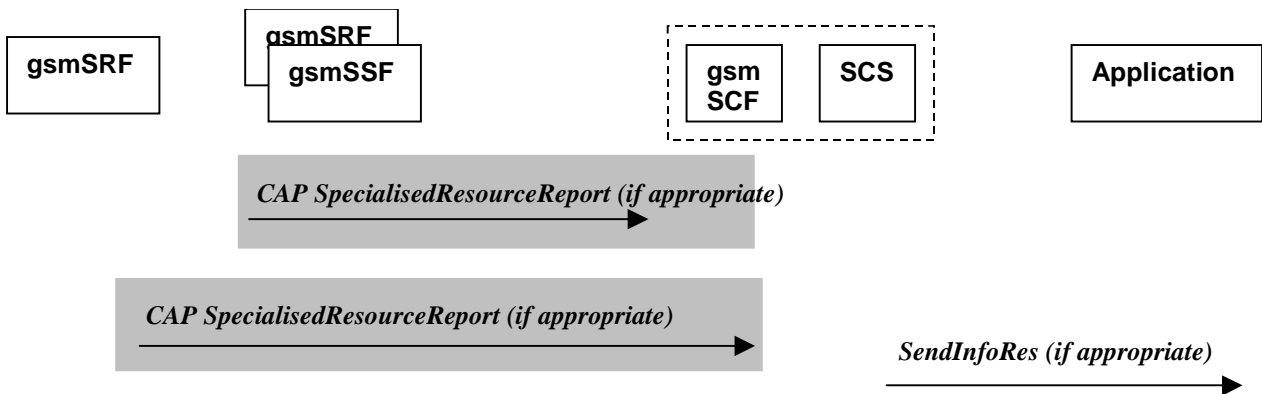 gsmSRF
gsmSRF
gsmSSF
gsm
SCF
SCS
Application
CAP SpecialisedResourceReport (if appropriate)
CAP SpecialisedResourceReport (if appropriate)
SendInfoRes (if appropriate)